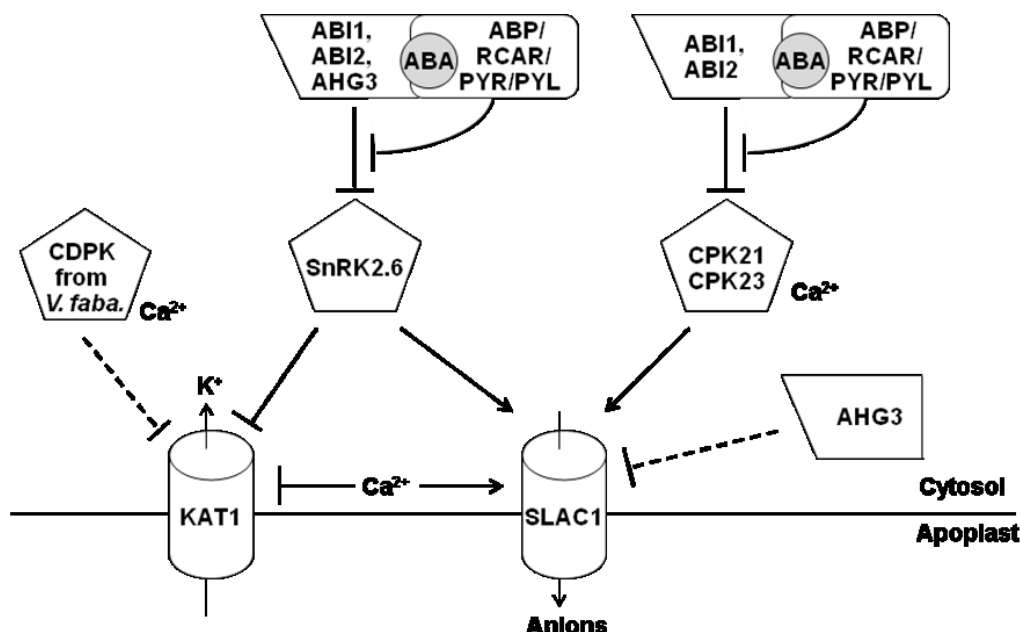 ABI1,
ABI2,
AHG3
ABA
ABP/
RCAR/
PYR/PYL
ABI1,
ABI2
ABA
ABP/
RCAR/
PYR/PYL
CDPK
from
V. faba.
Ca²⁺
SnRK2.6
CPK21
CPK23
Ca²⁺
K⁺
AHG3
KAT1
Ca²⁺
SLAC1
Cytosol
Apoplast
Anions